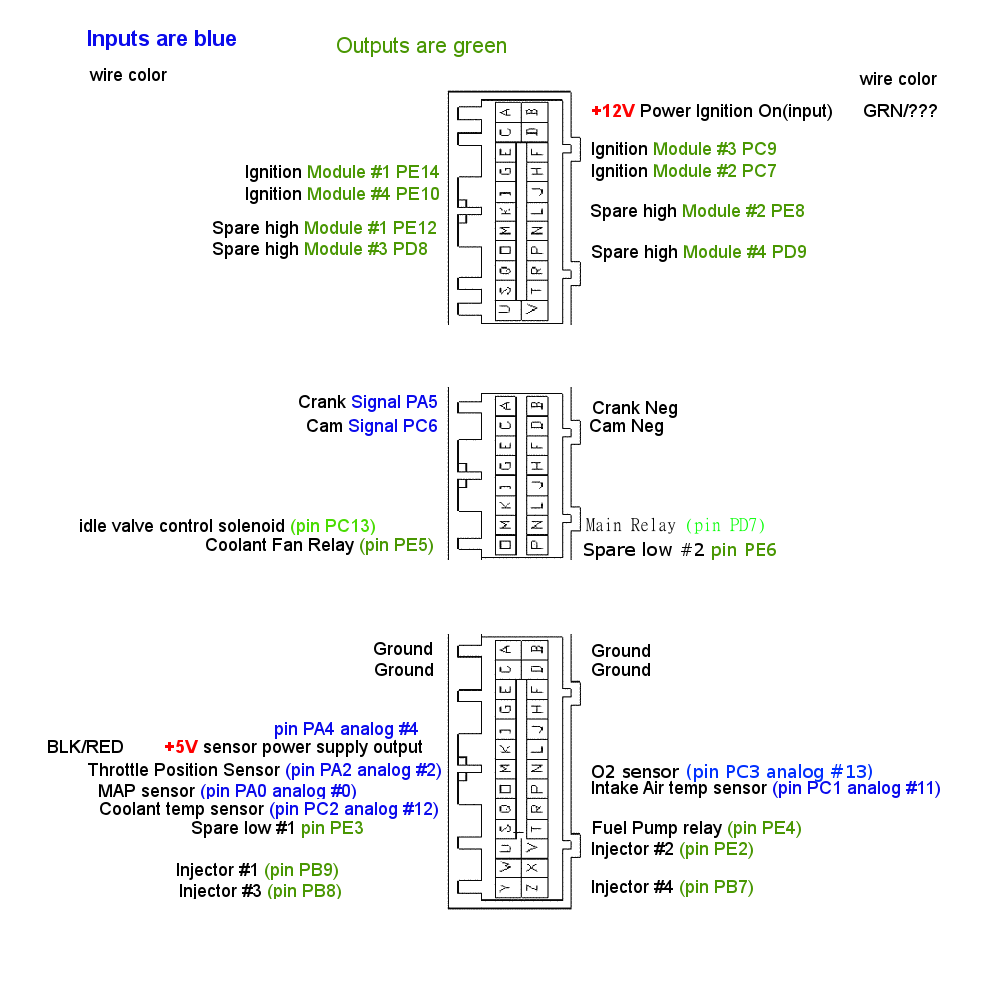 Inputs are blue
Outputs are green
wire color
wire color
A B
+12V Power Ignition On(input) GRN/???
C D
E F
Ignition Module #3 PC9
Ignition Module #1 PE14
G H
Ignition Module #2 PC7
Ignition Module #4 PE10
I J
K L
Spare high Module #2 PE8
Spare high Module #1 PE12
M N
Spare high Module #3 PD8
O P
Spare high Module #4 PD9
Q R
S T
U V
Crank Signal PA5
A B
Crank Neg
Cam Signal PC6
C D
Cam Neg
E F
G H
I J
K L
idle valve control solenoid (pin PC13)
M N
Main Relay (pin PD7)
Coolant Fan Relay (pin PE5)
O P
Spare low #2 pin PE6
Ground
A B
Ground
Ground
C D
Ground
E F
G H
pin PA4 analog #4
I J
BLK/RED +5V sensor power supply output
K L
Throttle Position Sensor (pin PA2 analog #2)
M N
O2 sensor (pin PC3 analog #13)
MAP sensor (pin PA0 analog #0)
O P
Intake Air temp sensor (pin PC1 analog #11)
Coolant temp sensor (pin PC2 analog #12)
Q R
Spare low #1 pin PE3
S T
Fuel Pump relay (pin PE4)
U V
Injector #2 (pin PE2)
Injector #1 (pin PB9)
W X
Injector #3 (pin PB8)
Y Z
Injector #4 (pin PB7)